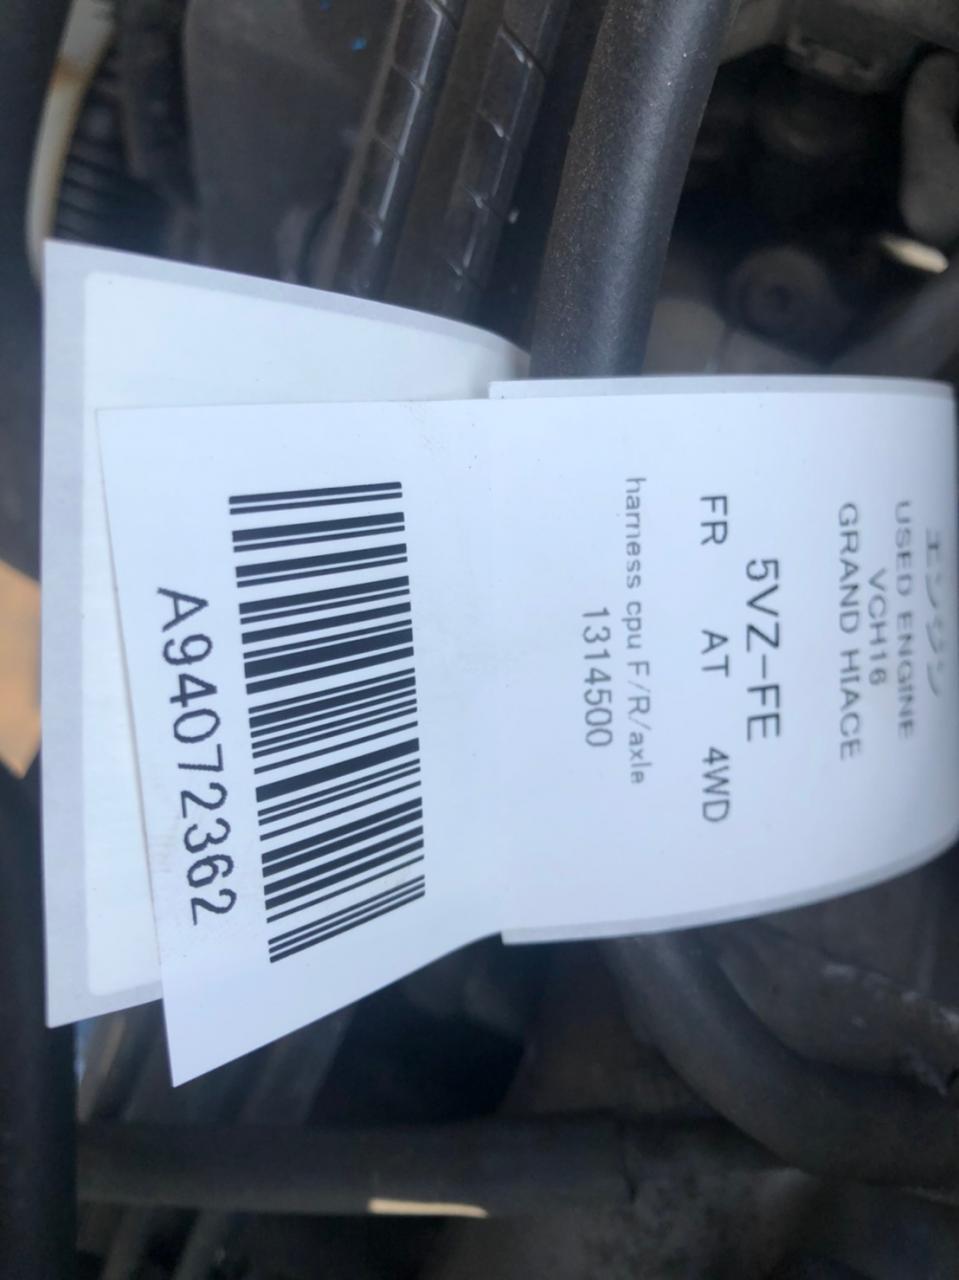 エンジン
USED ENGINE
VCH16
GRAND HIACE
5VZ-FE
FR AT 4WD
harness cpu F/R/axle
1314500
A94072362